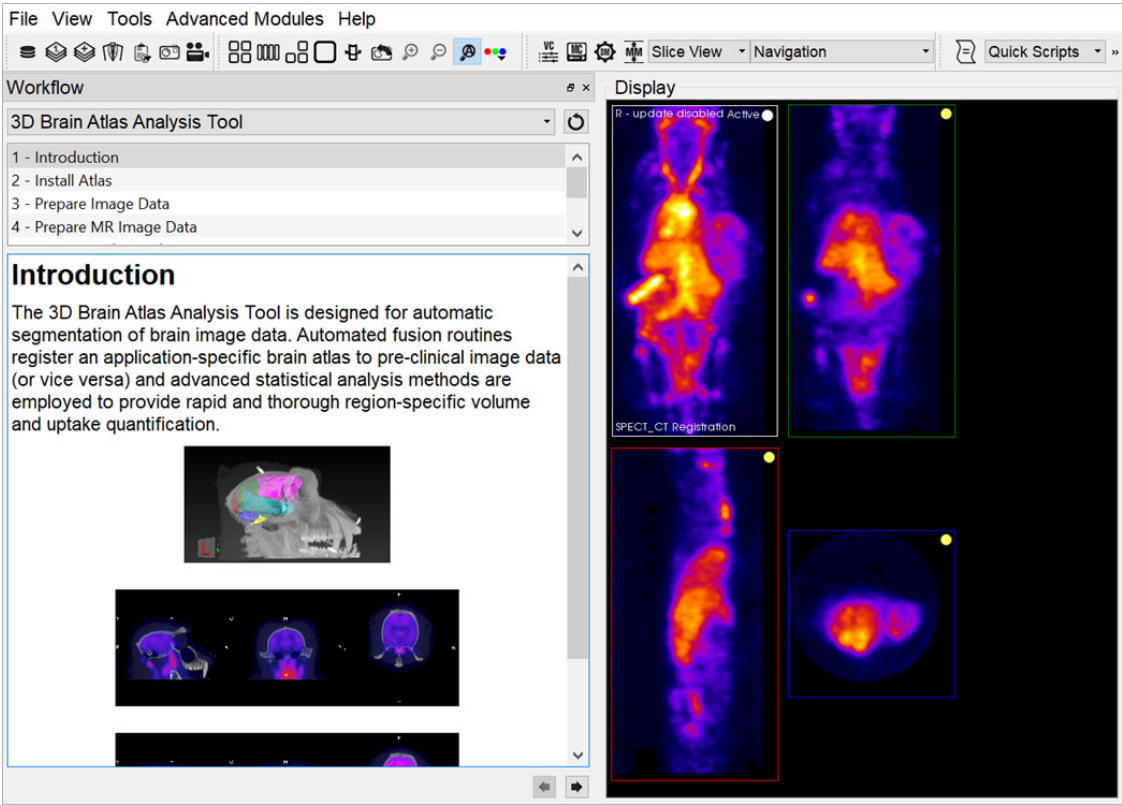 File View Tools Advanced Modules Help
VC MC DM MM Slice View Navigation Quick Scripts »
Workflow
Display
3D Brain Atlas Analysis Tool
1 - Introduction
2 - Install Atlas
3 - Prepare Image Data
4 - Prepare MR Image Data
Introduction
The 3D Brain Atlas Analysis Tool is designed for automatic
segmentation of brain image data. Automated fusion routines
register an application-specific brain atlas to pre-clinical image data
(or vice versa) and advanced statistical analysis methods are
employed to provide rapid and thorough region-specific volume
and uptake quantification.
L
R - update disabled Active
SPECT_CT Registration